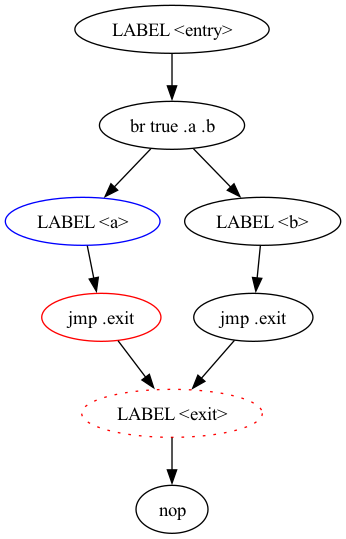 LABEL <entry>
br true .a .b
LABEL <a>
LABEL <b>
jmp .exit
jmp .exit
LABEL <exit>
nop